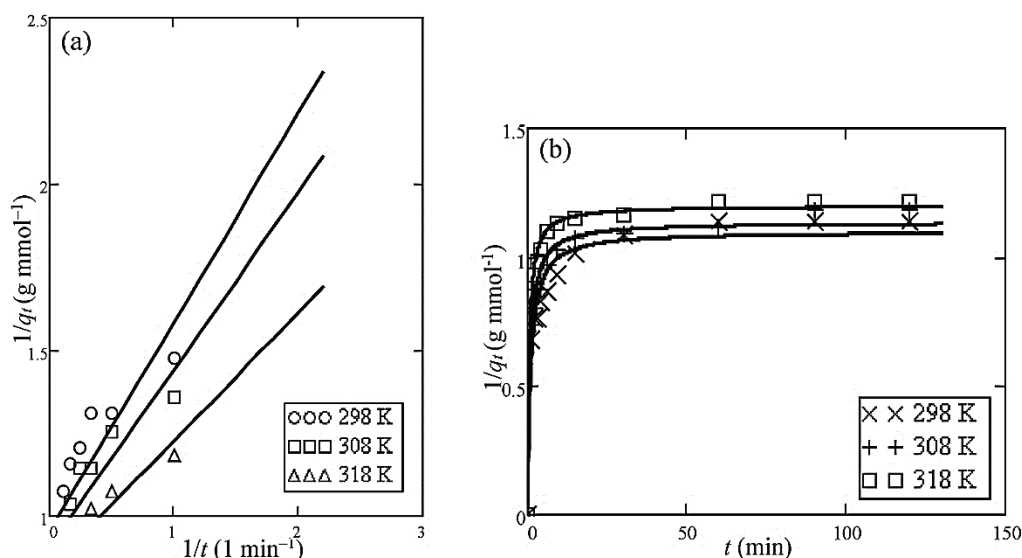 (a)
2.5
2
1.5
1
1/qt (g mmol−1)
○○○ 298 K
□□□ 308 K
△△△ 318 K
0 1 2 3
1/t (1 min−1)
(b)
1.5
1
0.5
0
1/qt (g mmol-1)
× × 298 K
+ + 308 K
□ □ 318 K
0 50 100 150
t (min)